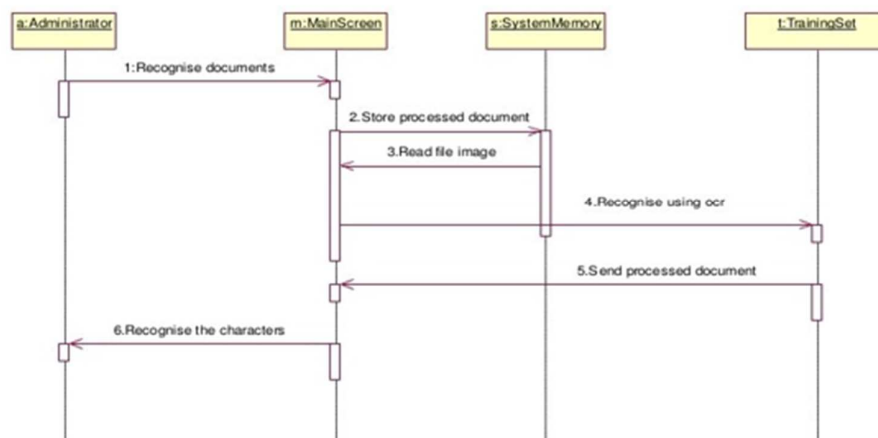 a:Administrator
m:MainScreen
s:SystemMemory
t:TrainingSet
1:Recognise documents
2.Store processed document
3.Read file image
4.Recognise using ocr
5.Send processed document
6.Recognise the characters